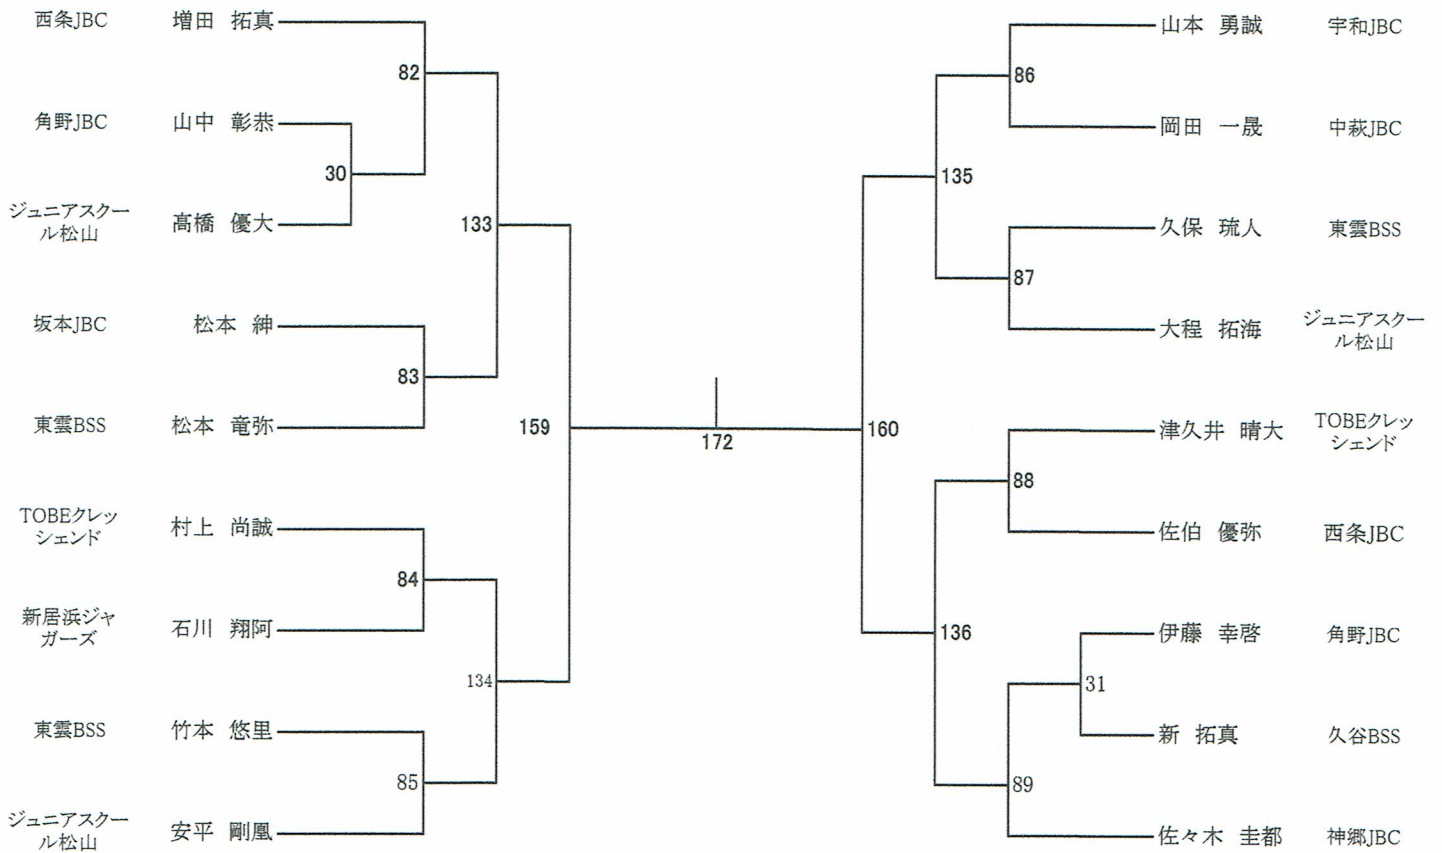 西条JBC 増田 拓真
82
角野JBC 山中 彰恭
30
ジュニアスクー
ル松山
高橋 優大
133
坂本JBC 松本 紳
83
東雲BSS 松本 竜弥
159
172
TOBEクレッ
シェンド
村上 尚誠
84
新居浜ジャ
ガーズ
石川 翔阿
134
東雲BSS 竹本 悠里
85
ジュニアスクー
ル松山
安平 剛凰
山本 勇誠 宇和JBC
86
岡田 一晟 中萩JBC
135
久保 琉人 東雲BSS
87
大程 拓海
ジュニアスクー
ル松山
160
津久井 晴大
TOBEクレッ
シェンド
88
佐伯 優弥 西条JBC
136
伊藤 幸啓 角野JBC
31
新 拓真 久谷BSS
89
佐々木 圭都 神郷JBC